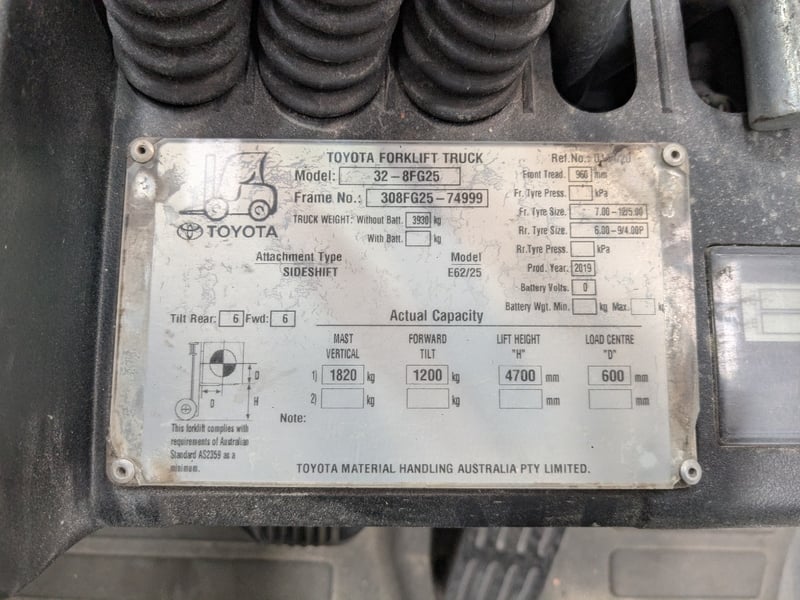 TOYOTA FORKLIFT TRUCK
Ref.No.:
Model: 32-8FG25
Front Tread. 960 mm
Frame No.: 308FG25-74999
Fr. Tyre Press. kPa
TRUCK WEIGHT: Without Batt. 3930 kg
Fr. Tyre Size. 7.00-12/5.00
With Batt. kg
Rr. Tyre Size. 6.00-9/4.00P
TOYOTA
Rr.Tyre Press. kPa
Attachment Type Model
Prod. Year. 2019
SIDESHIFT E62/25
Battery Volts. 0
Battery Wgt. Min. kg Max. kg
Tilt Rear: 6 Fwd: 6
Actual Capacity
MAST VERTICAL FORWARD TILT LIFT HEIGHT "H" LOAD CENTRE "D"
1) 1820 kg 1200 kg 4700 mm 600 mm
2) kg kg mm mm
D
D H
Note:
This forklift complies with
requirements of Australian
Standard AS2359 as a
minimum.
TOYOTA MATERIAL HANDLING AUSTRALIA PTY LIMITED.